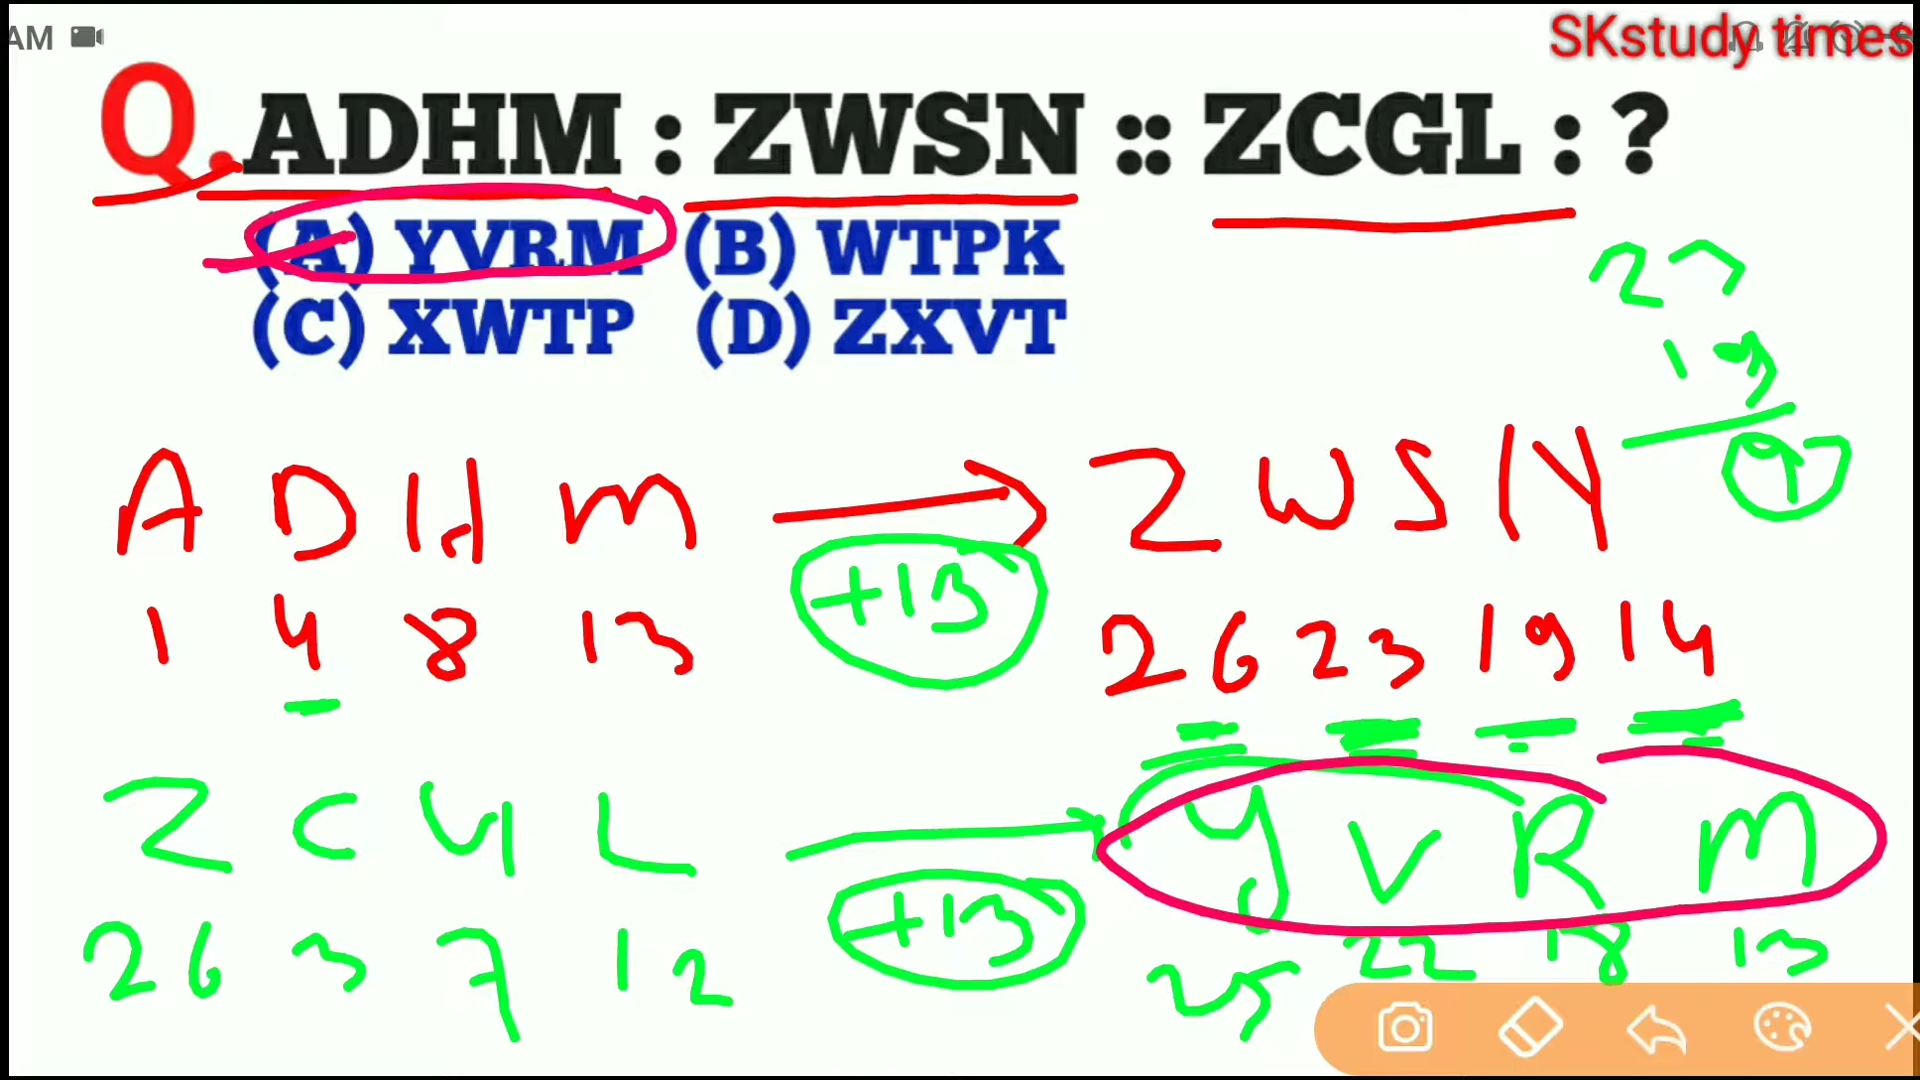 AM
SKstudy times
Q. ADHM : ZWSN :: ZCGL : ?
(A) YVRM (B) WTPK
(C) XWTP (D) ZXVT
27
19
A D H M ZWSN
+13
1 4 8 13 26 23 19 14
Z C G L Y V R M
+13
26 3 7 12 25 22 18 13